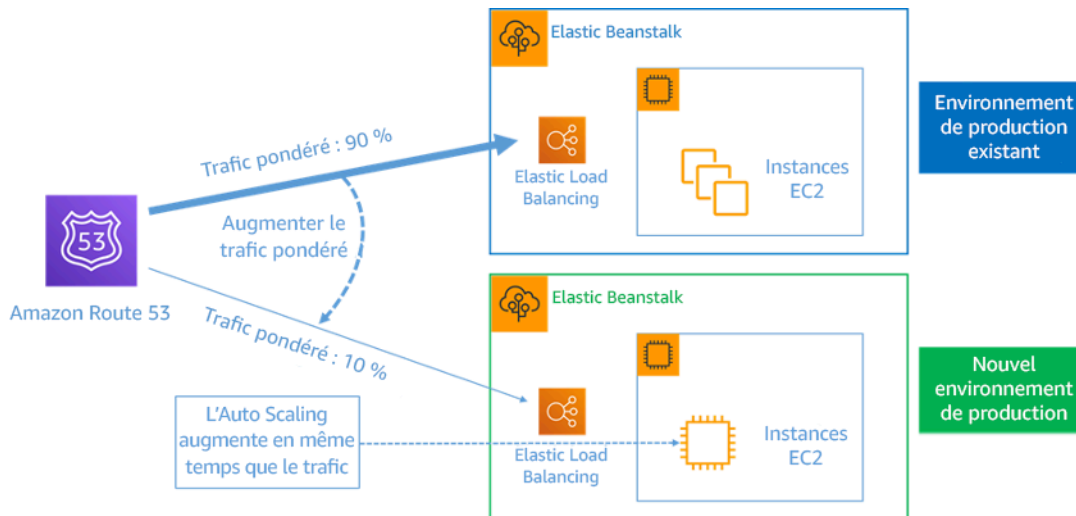 Elastic Beanstalk
Environnement
de production
existant
Trafic pondéré : 90 %
Elastic Load
Balancing
Instances
EC2
Augmenter le
trafic pondéré
53
Amazon Route 53
Elastic Beanstalk
Trafic pondéré : 10 %
Nouvel
environnement
de production
L'Auto Scaling
augmente en même
temps que le trafic
Elastic Load
Balancing
Instances
EC2